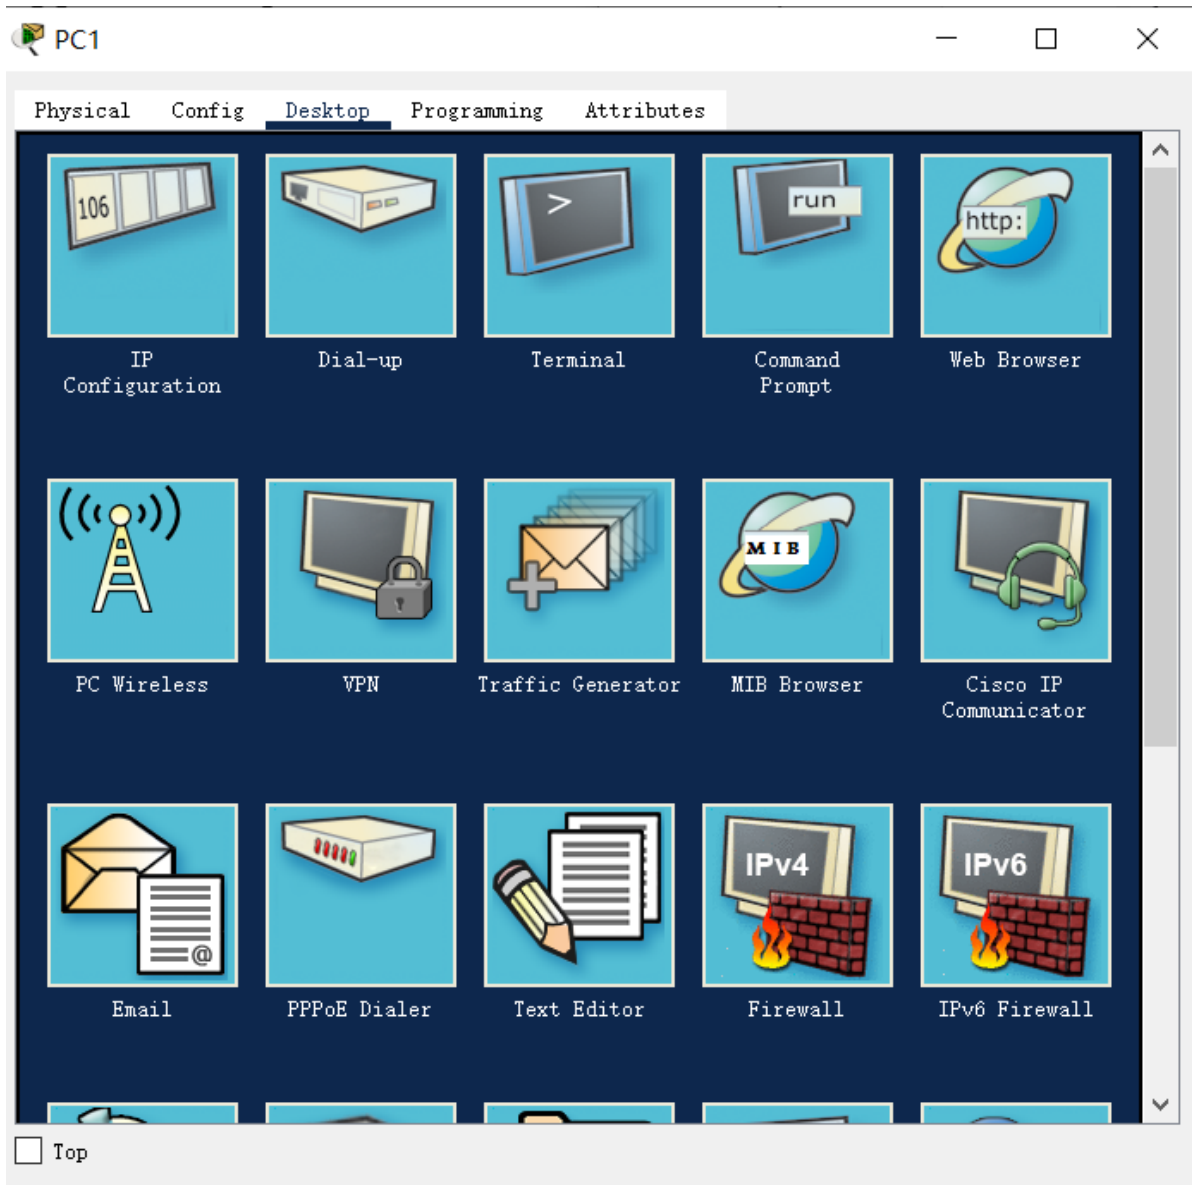 PC1
Physical Config Desktop Programming Attributes
106
>
run
http:
IP
Configuration
Dial-up
Terminal
Command
Prompt
Web Browser
MIB
PC Wireless
VPN
Traffic Generator
MIB Browser
Cisco IP
Communicator
@
IPv4
IPv6
Email
PPPoE Dialer
Text Editor
Firewall
IPv6 Firewall
Top